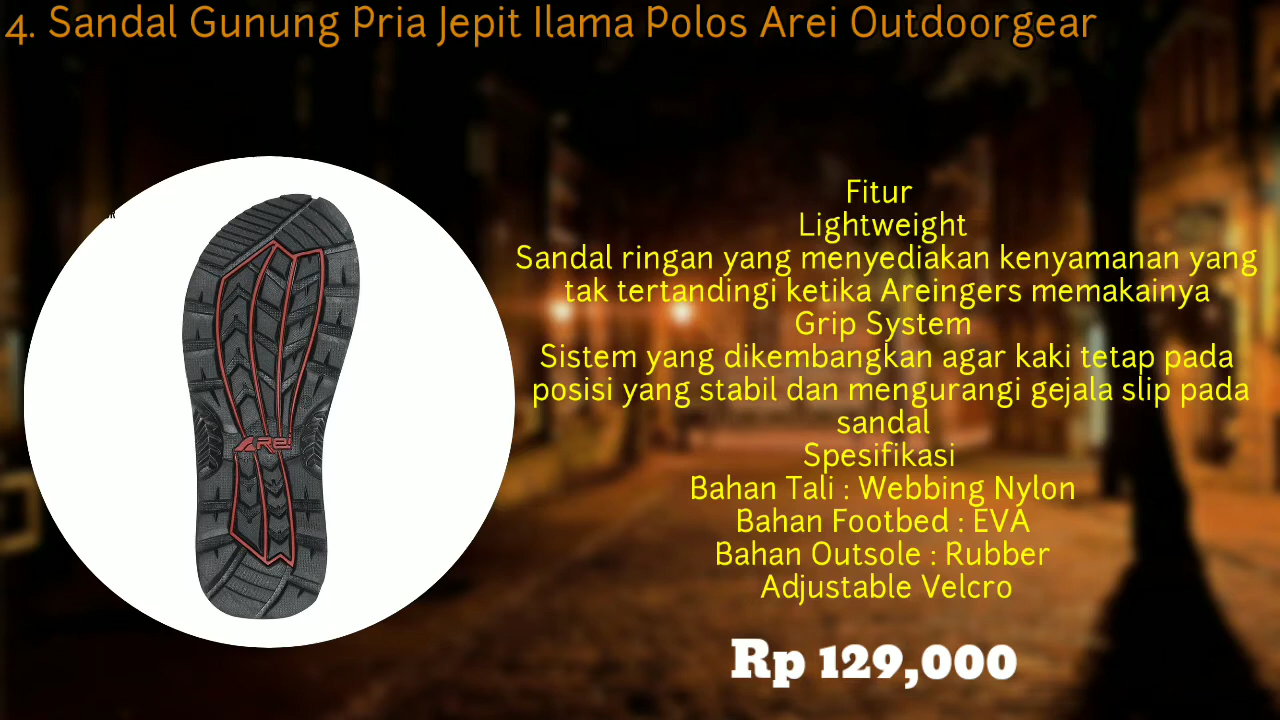 4. Sandal Gunung Pria Jepit Ilama Polos Arei Outdoorgear
Fitur
Lightweight
Sandal ringan yang menyediakan kenyamanan yang
tak tertandingi ketika Areingers memakainya
Grip System
Sistem yang dikembangkan agar kaki tetap pada
posisi yang stabil dan mengurangi gejala slip pada
sandal
Spesifikasi
Bahan Tali : Webbing Nylon
Bahan Footbed : EVA
Bahan Outsole : Rubber
Adjustable Velcro
Rp 129,000
AReI